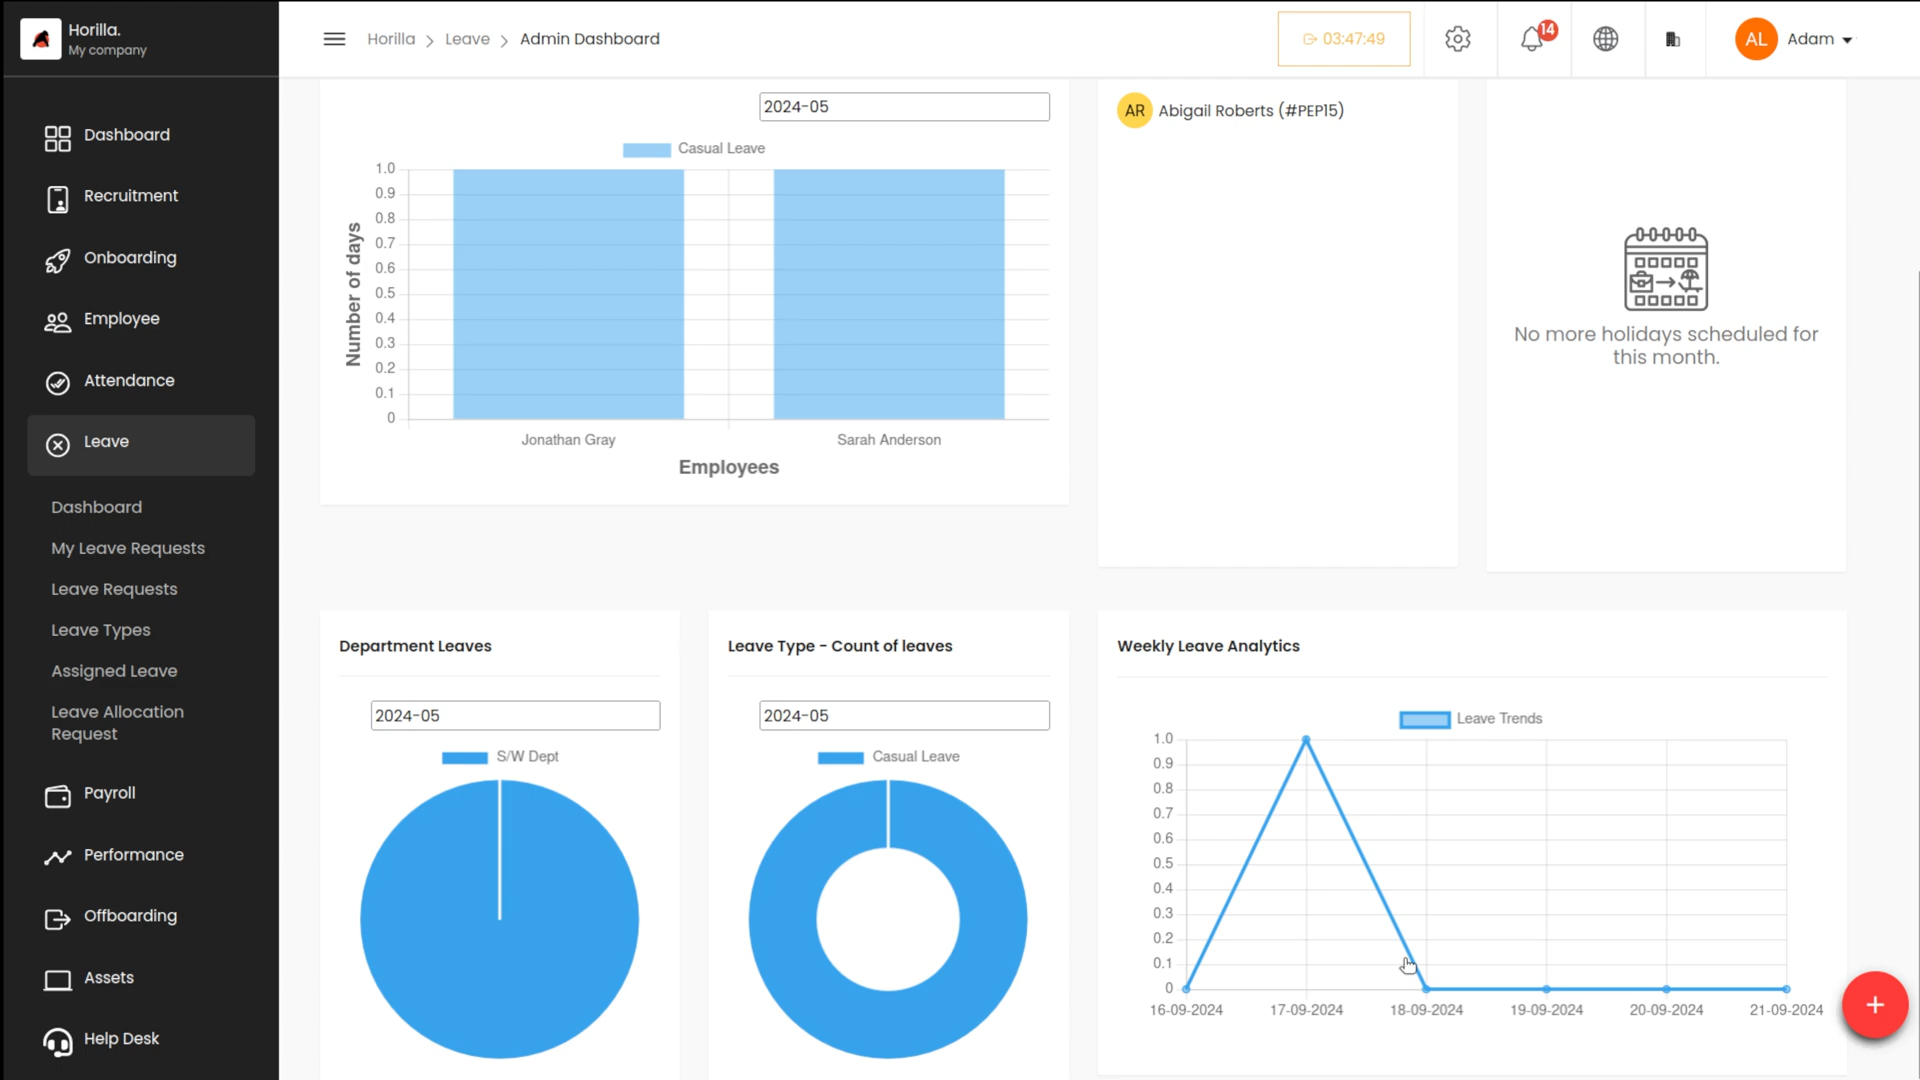 Horilla.
My company
Horilla
Leave
Admin Dashboard
03:47:49
14
AL
Adam
Dashboard
Recruitment
Onboarding
Employee
Attendance
Leave
Dashboard
My Leave Requests
Leave Requests
Leave Types
Assigned Leave
Leave Allocation
Request
Payroll
Performance
Offboarding
Assets
Help Desk
2024-05
Casual Leave
1.0
0.9
0.8
0.7
0.6
0.5
0.4
0.3
0.2
0.1
0
Number of days
Jonathan Gray
Sarah Anderson
Employees
AR
Abigail Roberts (#PEP15)
No more holidays scheduled for
this month.
Department Leaves
2024-05
S/W Dept
Leave Type - Count of leaves
2024-05
Casual Leave
Weekly Leave Analytics
Leave Trends
1.0
0.9
0.8
0.7
0.6
0.5
0.4
0.3
0.2
0.1
0
16-09-2024
17-09-2024
18-09-2024
19-09-2024
20-09-2024
21-09-2024
+